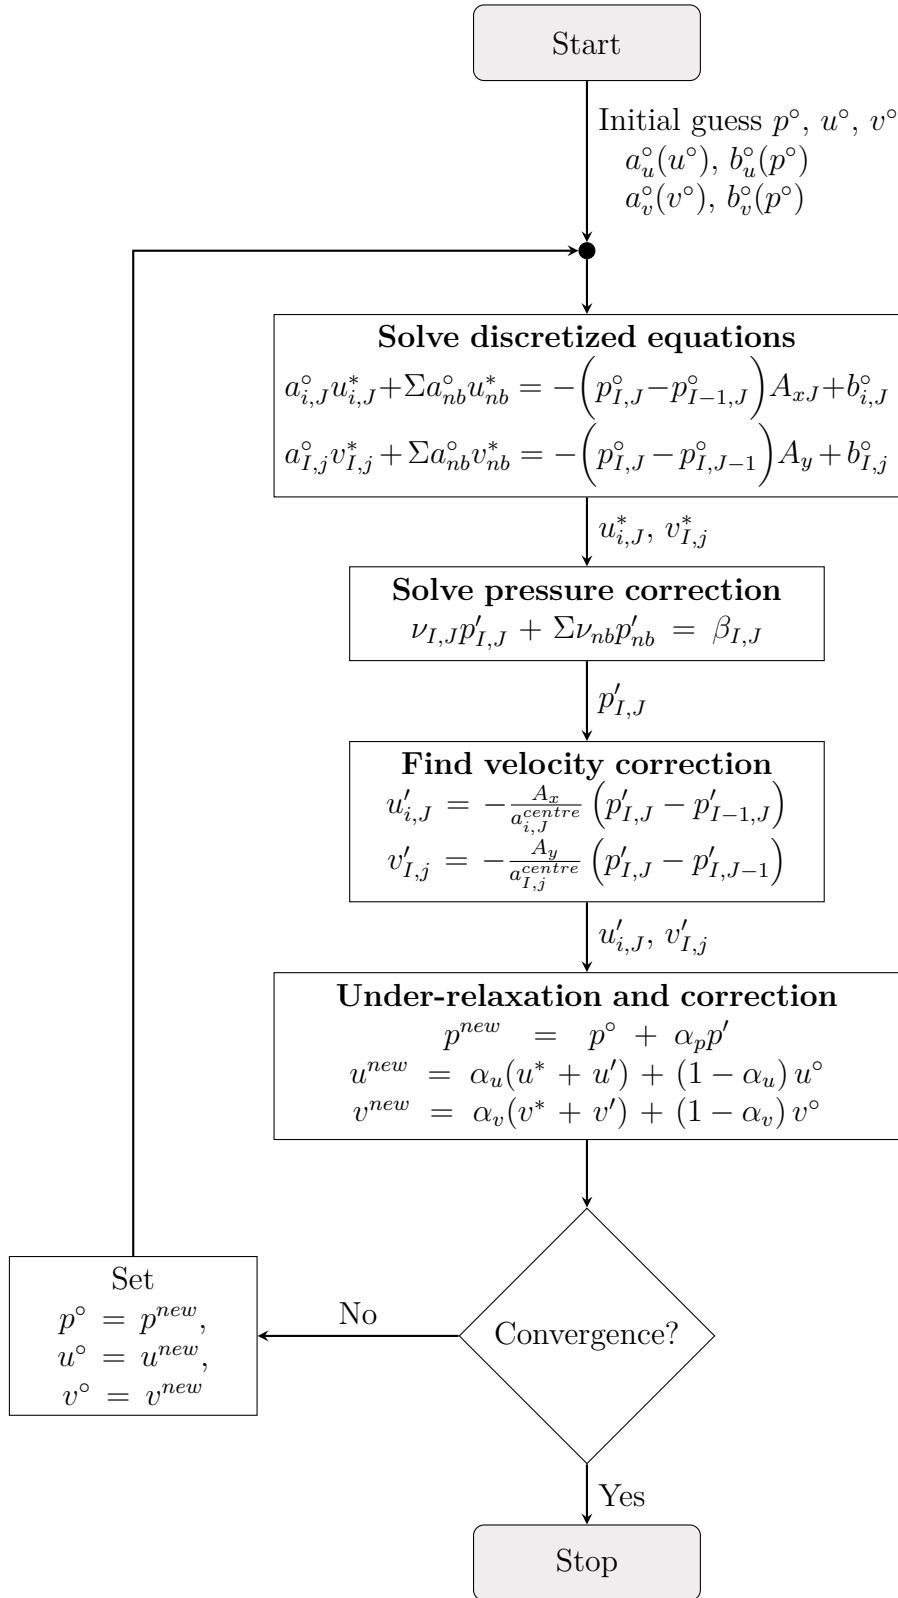 Start
Initial guess p°, u°, v°
a°_u(u°), b°_u(p°)
a°_v(v°), b°_v(p°)
Solve discretized equations
a°_{i,J}u*_{i,J}+Σa°_{nb}u*_{nb} = −(p°_{I,J}−p°_{I−1,J})A_{xJ}+b°_{i,J}
a°_{I,j}v*_{I,j}+Σa°_{nb}v*_{nb} = −(p°_{I,J}−p°_{I,J−1})A_y+b°_{I,j}
u*_{i,J}, v*_{I,j}
Solve pressure correction
ν_{I,J}p′_{I,J} + Σν_{nb}p′_{nb} = β_{I,J}
p′_{I,J}
Find velocity correction
u′_{i,J} = −\frac{A_x}{a^{centre}_{i,J}} (p′_{I,J} − p′_{I−1,J})
v′_{I,j} = −\frac{A_y}{a^{centre}_{I,j}} (p′_{I,J} − p′_{I,J−1})
u′_{i,J}, v′_{I,j}
Under-relaxation and correction
p^{new} = p° + α_p p′
u^{new} = α_u(u* + u′) + (1 − α_u) u°
v^{new} = α_v(v* + v′) + (1 − α_v) v°
Convergence?
No
Set
p° = p^{new},
u° = u^{new},
v° = v^{new}
Yes
Stop